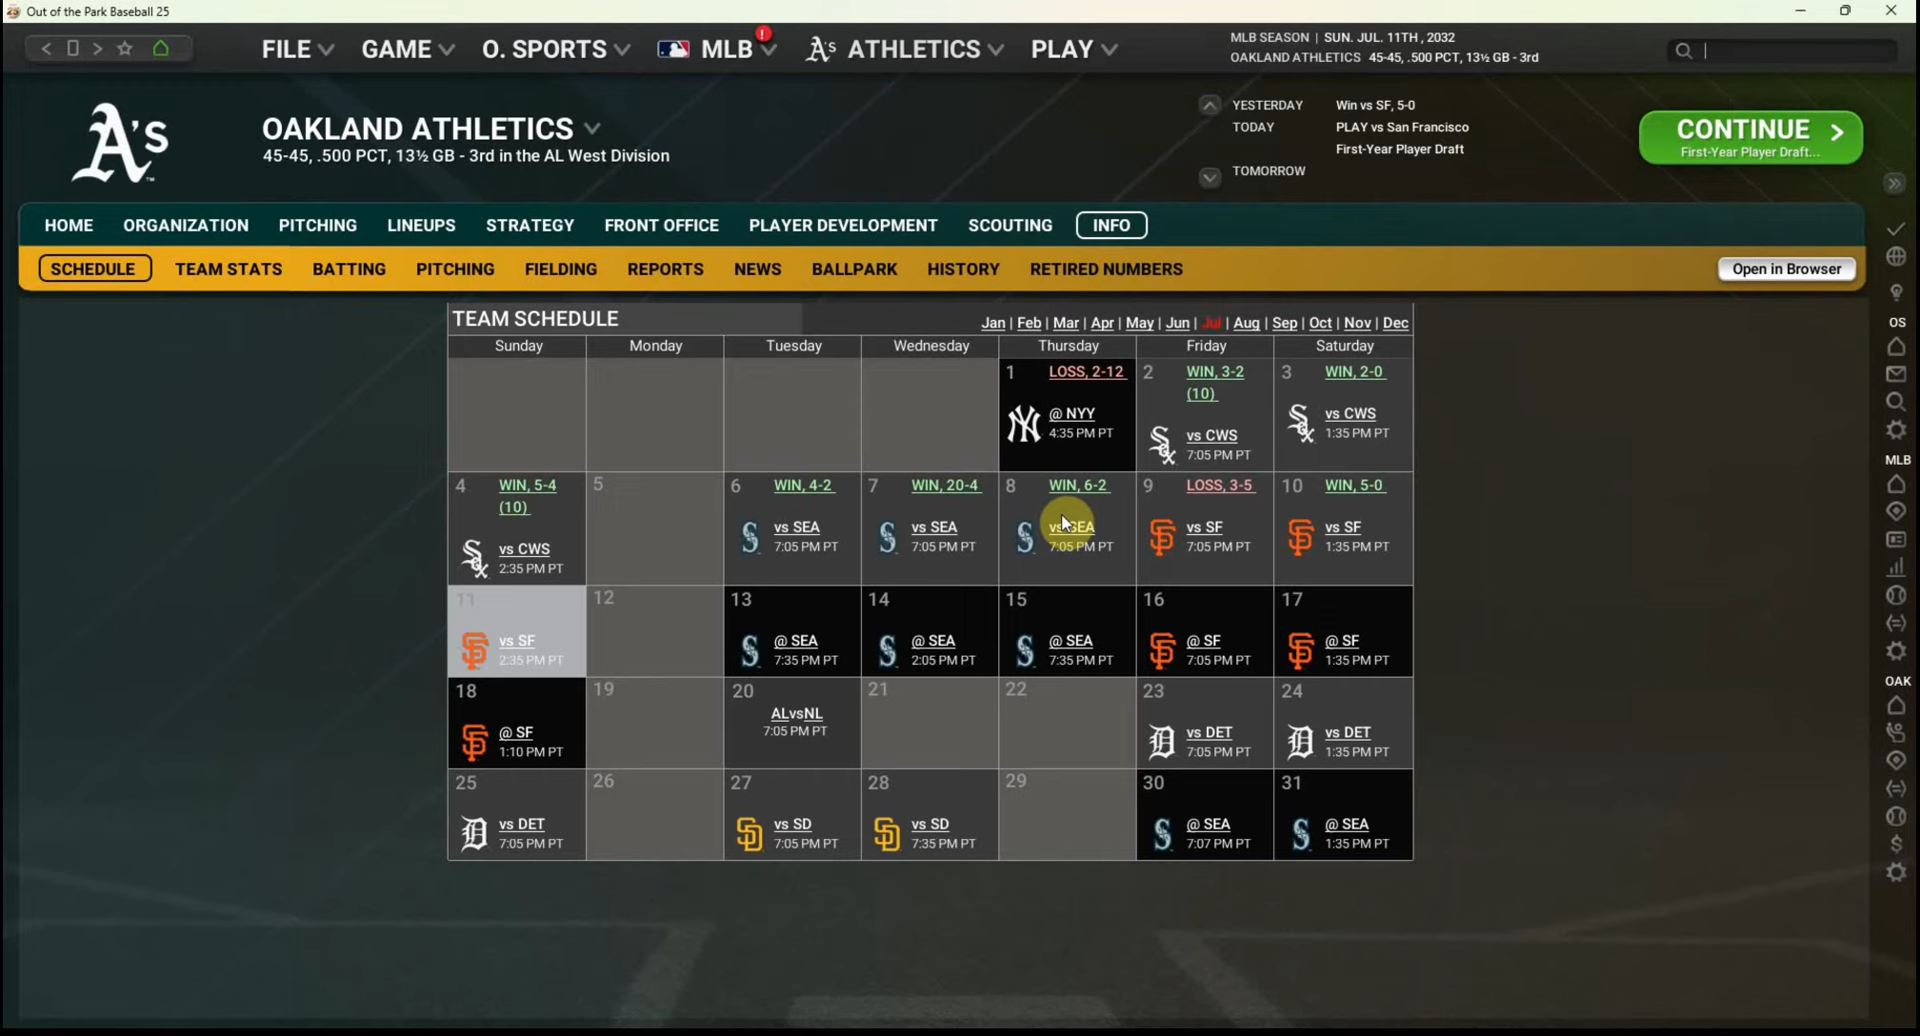 Out of the Park Baseball 25
FILE GAME O. SPORTS MLB ! A's ATHLETICS PLAY
MLB SEASON | SUN. JUL. 11TH, 2032
OAKLAND ATHLETICS 45-45, .500 PCT, 13½ GB - 3rd
A's
OAKLAND ATHLETICS
45-45, .500 PCT, 13½ GB - 3rd in the AL West Division
YESTERDAY Win vs SF, 5-0
TODAY PLAY vs San Francisco
First-Year Player Draft
TOMORROW
CONTINUE
First-Year Player Draft...
HOME ORGANIZATION PITCHING LINEUPS STRATEGY FRONT OFFICE PLAYER DEVELOPMENT SCOUTING INFO
SCHEDULE TEAM STATS BATTING PITCHING FIELDING REPORTS NEWS BALLPARK HISTORY RETIRED NUMBERS Open in Browser
TEAM SCHEDULE
Jan | Feb | Mar | Apr | May | Jun | Jul | Aug | Sep | Oct | Nov | Dec
Sunday Monday Tuesday Wednesday Thursday Friday Saturday
1 LOSS, 2-12 2 WIN, 3-2 3 WIN, 2-0
(10)
NY @ NYY Sox vs CWS Sox vs CWS
4:35 PM PT 7:05 PM PT 1:35 PM PT
4 WIN, 5-4 5 6 WIN, 4-2 7 WIN, 20-4 8 WIN, 6-2 9 LOSS, 3-5 10 WIN, 5-0
(10)
Sox vs CWS S vs SEA S vs SEA S vs SEA SF vs SF SF vs SF
2:35 PM PT 7:05 PM PT 7:05 PM PT 7:05 PM PT 7:05 PM PT 1:35 PM PT
11 12 13 14 15 16 17
SF vs SF S @ SEA S @ SEA S @ SEA SF @ SF SF @ SF
2:35 PM PT 7:35 PM PT 2:05 PM PT 7:35 PM PT 7:05 PM PT 1:35 PM PT
18 19 20 21 22 23 24
ALvsNL
7:05 PM PT
SF @ SF D vs DET D vs DET
1:10 PM PT 7:05 PM PT 1:35 PM PT
25 26 27 28 29 30 31
D vs DET SD vs SD SD vs SD S @ SEA S @ SEA
7:05 PM PT 7:05 PM PT 7:35 PM PT 7:07 PM PT 1:35 PM PT
OS
MLB
OAK
$